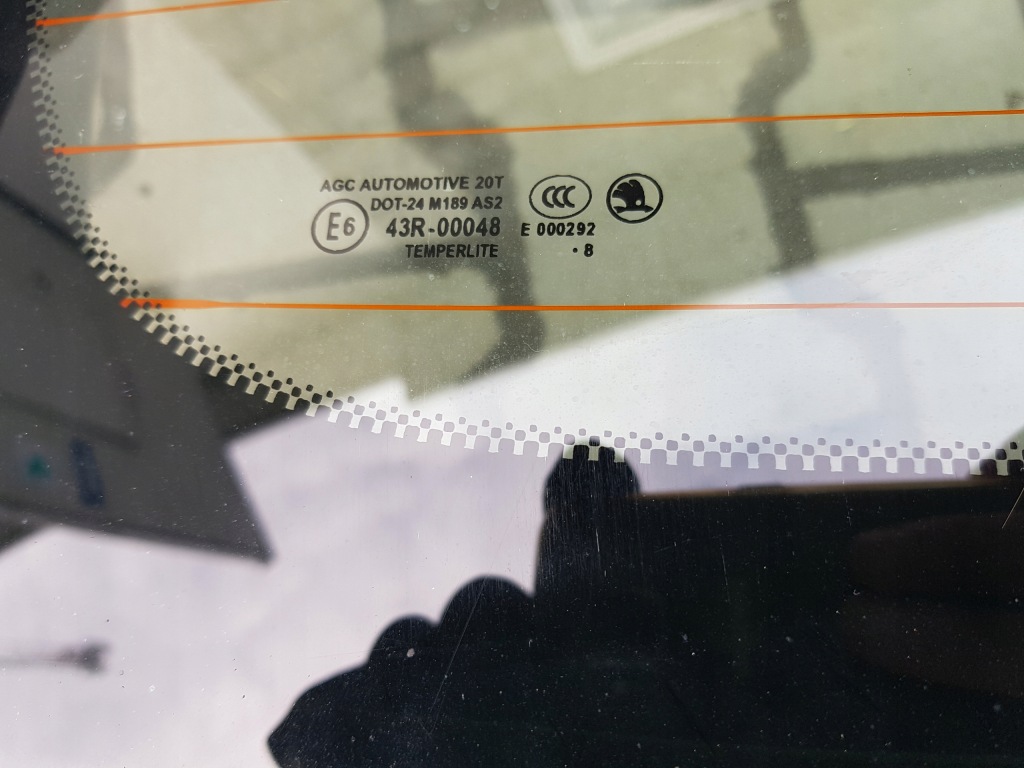 AGC AUTOMOTIVE 20T
DOT-24 M189 AS2
E6 43R-00048
TEMPERLITE
CCC
E 000292
· 8